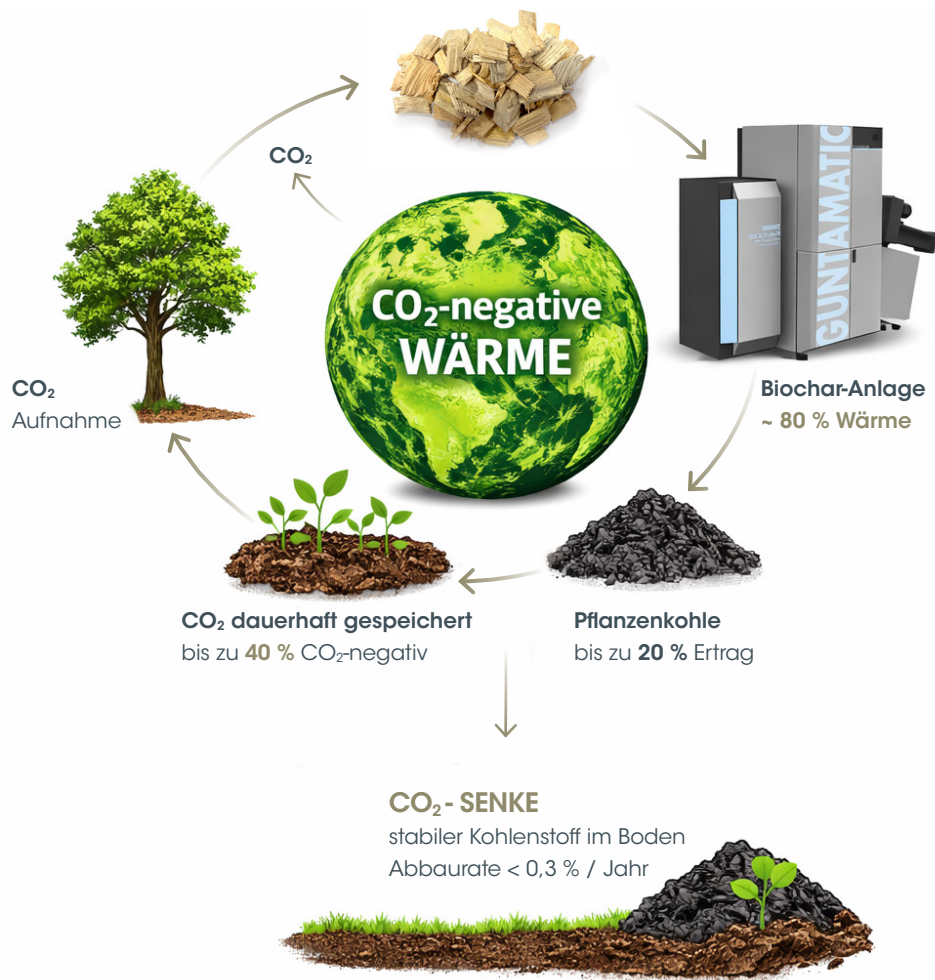 CO₂
CO₂-negative
WÄRME
GUNTAMATIC
CO₂
Aufnahme
Biochar-Anlage
~ 80 % Wärme
CO₂ dauerhaft gespeichert
bis zu 40 % CO₂-negativ
Pflanzenkohle
bis zu 20 % Ertrag
CO₂ - SENKE
stabiler Kohlenstoff im Boden
Abbaurate < 0,3 % / Jahr